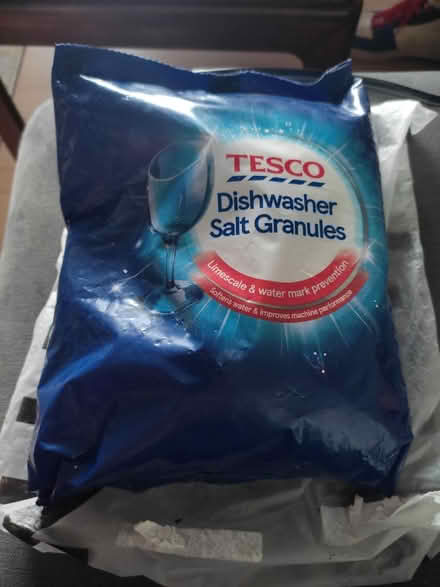 TESCO
Dishwasher
Salt Granules
Limescale & water mark prevention
Softens water & improves machine performance